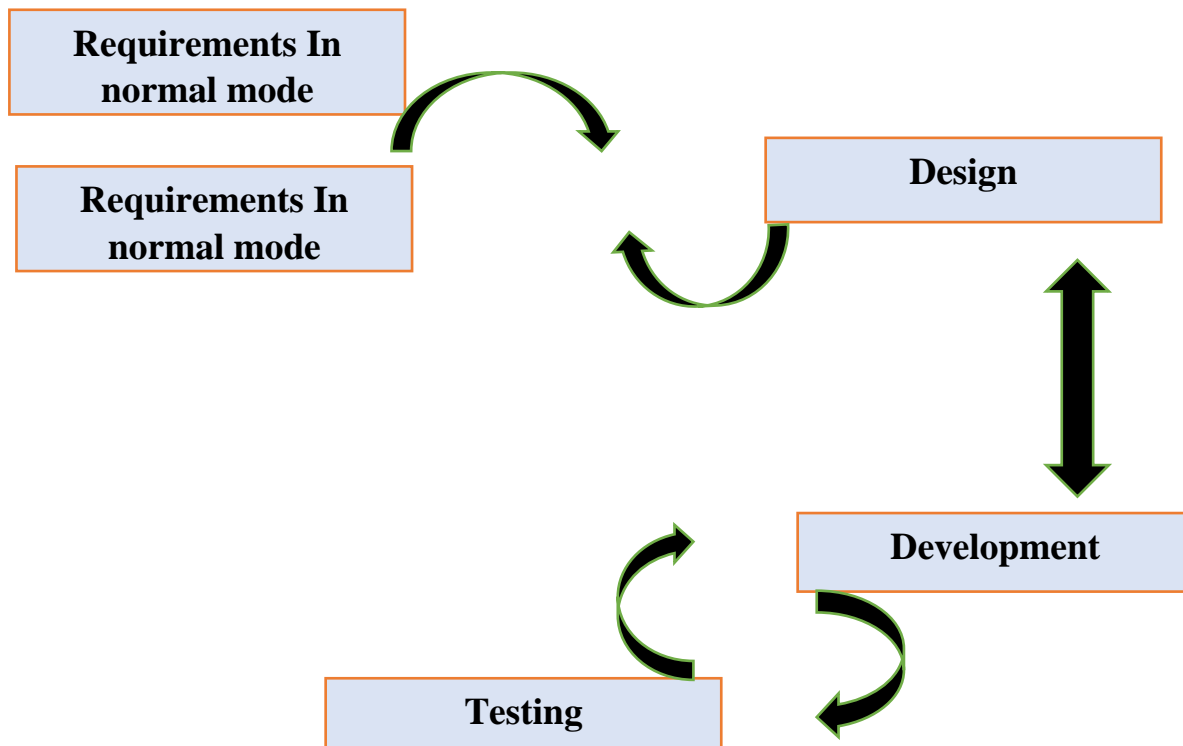 Requirements In
normal mode
Requirements In
normal mode
Design
Development
Testing